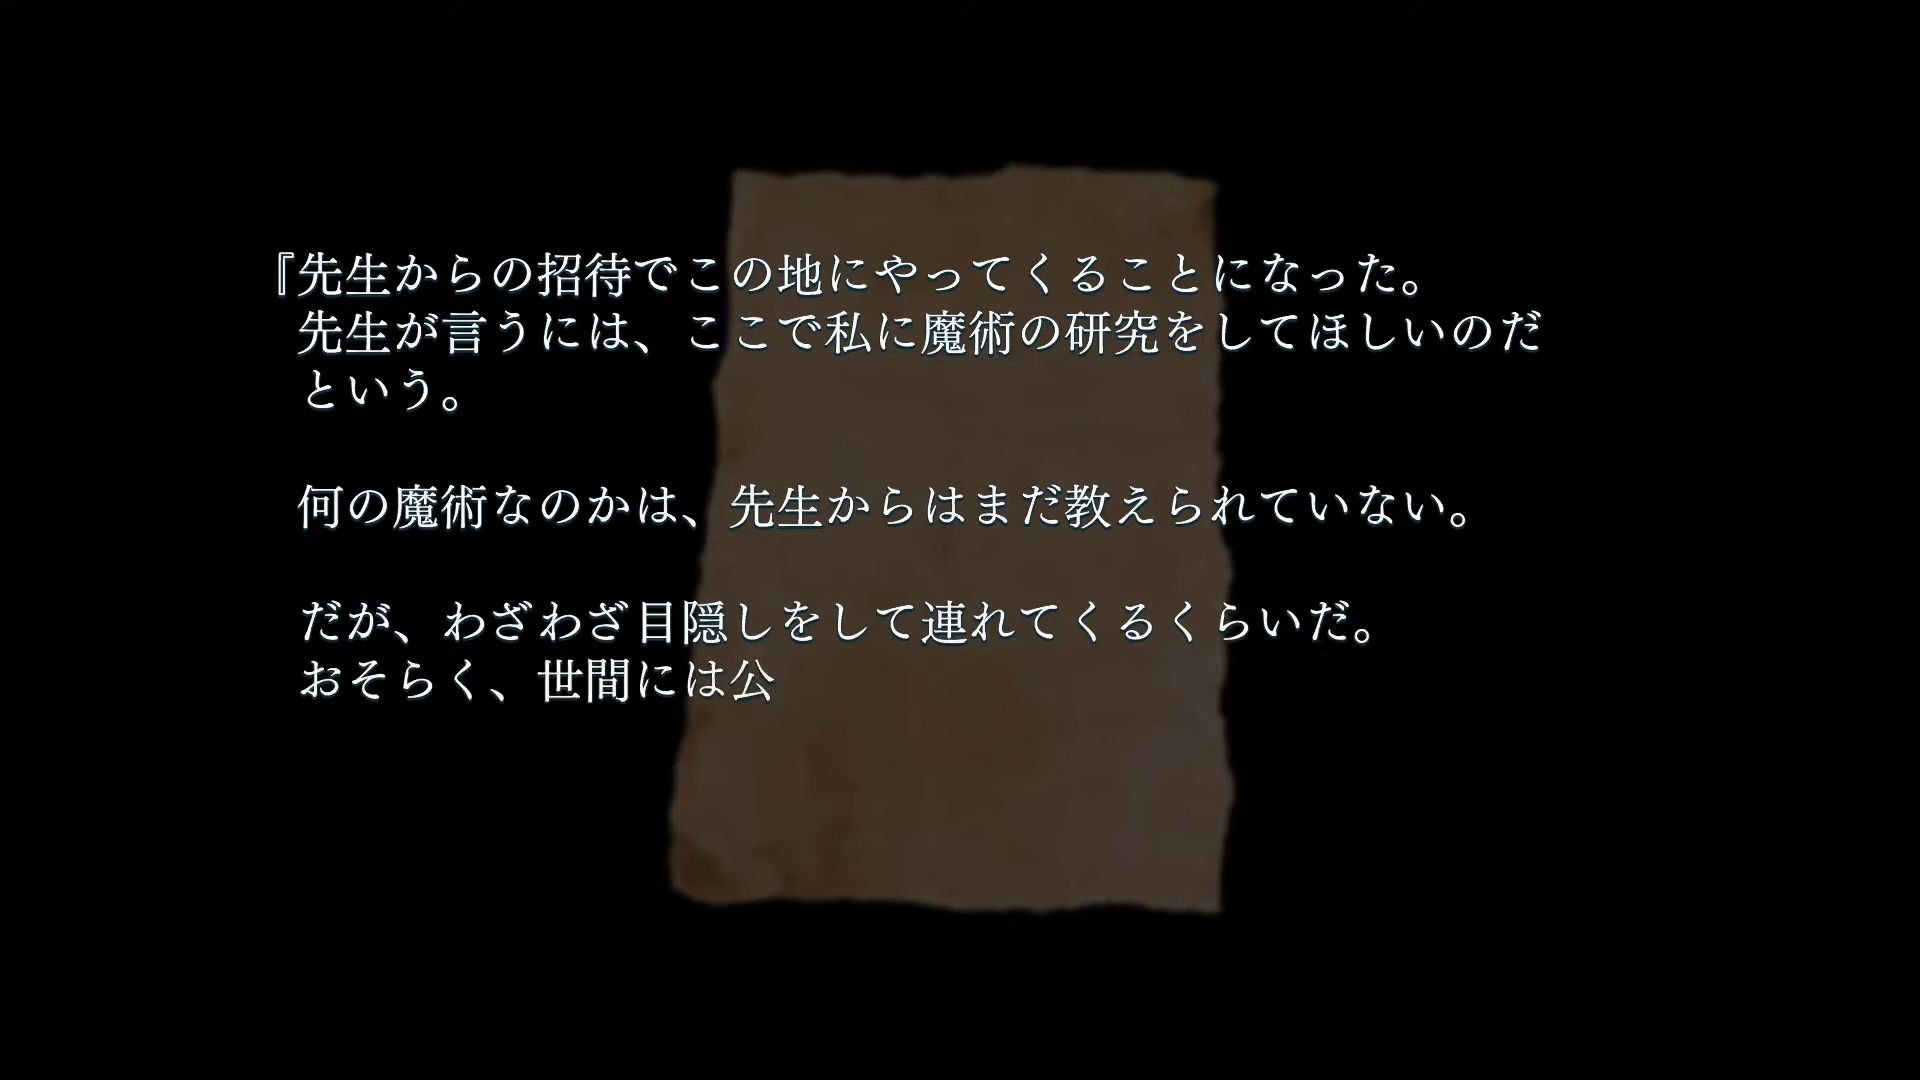 『先生からの招待でこの地にやってくることになった。
先生が言うには、ここで私に魔術の研究をしてほしいのだ
という。
何の魔術なのかは、先生からはまだ教えられていない。
だが、わざわざ目隠しをして連れてくるくらいだ。
おそらく、世間には公